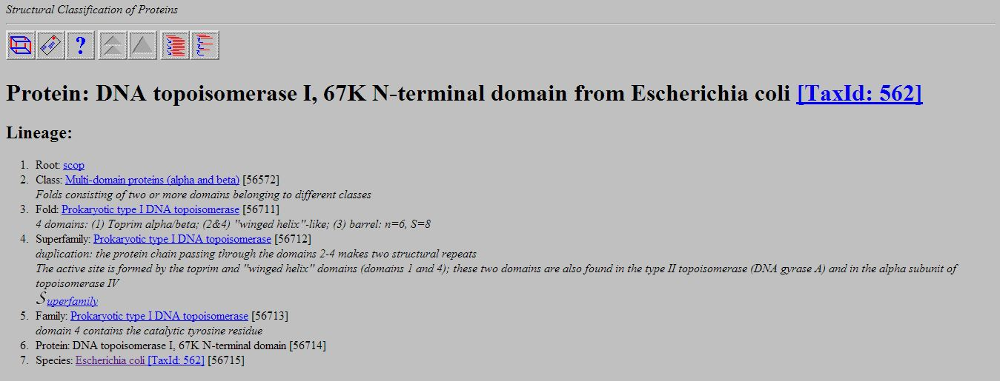 Structural Classification of Proteins
?
Protein: DNA topoisomerase I, 67K N-terminal domain from Escherichia coli [TaxId: 562]
Lineage:
1. Root: scop
2. Class: Multi-domain proteins (alpha and beta) [56572]
Folds consisting of two or more domains belonging to different classes
3. Fold: Prokaryotic type I DNA topoisomerase [56711]
4 domains: (1) Toprim alpha/beta; (2&4) "winged helix"-like; (3) barrel: n=6, S=8
4. Superfamily: Prokaryotic type I DNA topoisomerase [56712]
duplication: the protein chain passing through the domains 2-4 makes two structural repeats
The active site is formed by the toprim and "winged helix" domains (domains 1 and 4); these two domains are also found in the type II topoisomerase (DNA gyrase A) and in the alpha subunit of
topoisomerase IV
Superfamily
5. Family: Prokaryotic type I DNA topoisomerase [56713]
domain 4 contains the catalytic tyrosine residue
6. Protein: DNA topoisomerase I, 67K N-terminal domain [56714]
7. Species: Escherichia coli [TaxId: 562] [56715]